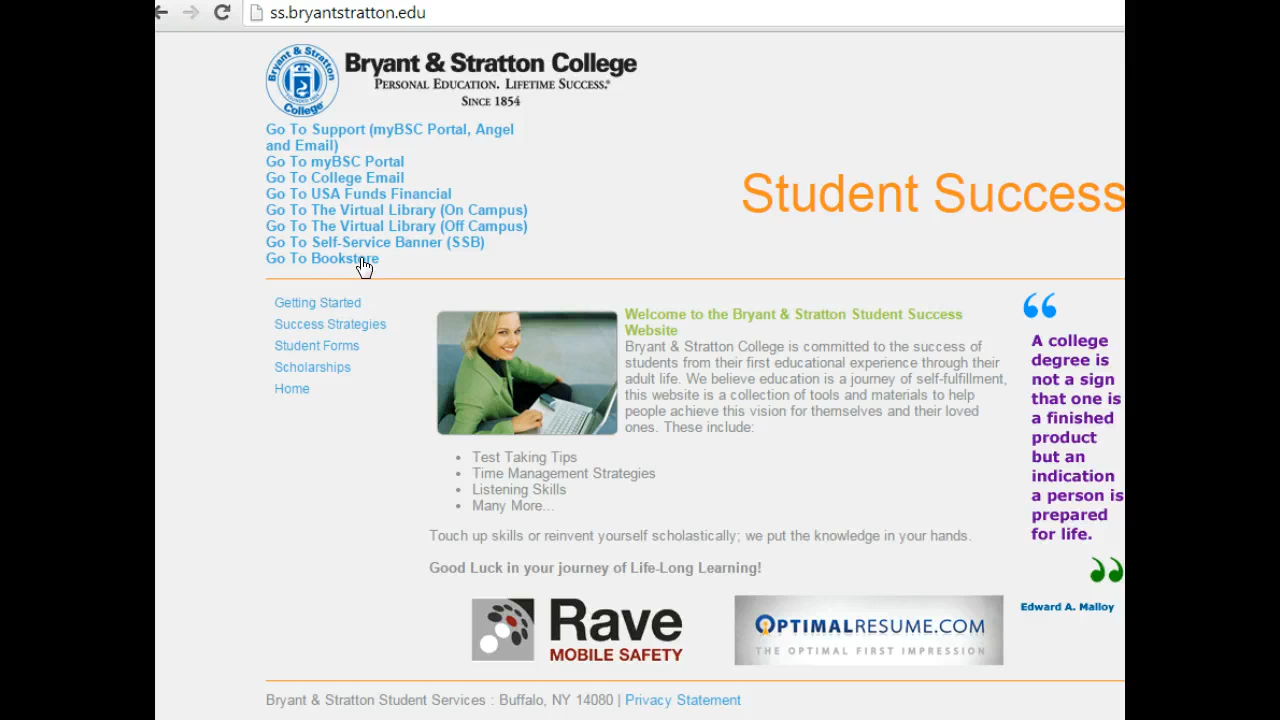 ss.bryantstratton.edu
Bryant & Stratton
College
Bryant & Stratton College
Personal Education. Lifetime Success.®
Since 1854
Go To Support (myBSC Portal, Angel
and Email)
Go To myBSC Portal
Go To College Email
Go To USA Funds Financial
Go To The Virtual Library (On Campus)
Go To The Virtual Library (Off Campus)
Go To Self-Service Banner (SSB)
Go To Bookstore
Student Success
Getting Started
Success Strategies
Student Forms
Scholarships
Home
Welcome to the Bryant & Stratton Student Success
Website
Bryant & Stratton College is committed to the success of
students from their first educational experience through their
adult life. We believe education is a journey of self-fulfillment,
this website is a collection of tools and materials to help
people achieve this vision for themselves and their loved
ones. These include:
• Test Taking Tips
• Time Management Strategies
• Listening Skills
• Many More...
Touch up skills or reinvent yourself scholastically; we put the knowledge in your hands.
Good Luck in your journey of Life-Long Learning!
“
A college
degree is
not a sign
that one is
a finished
product
but an
indication
a person is
prepared
for life.
”
Edward A. Malloy
Rave
MOBILE SAFETY
OPTIMALRESUME.COM
THE OPTIMAL FIRST IMPRESSION
Bryant & Stratton Student Services : Buffalo, NY 14080 | Privacy Statement